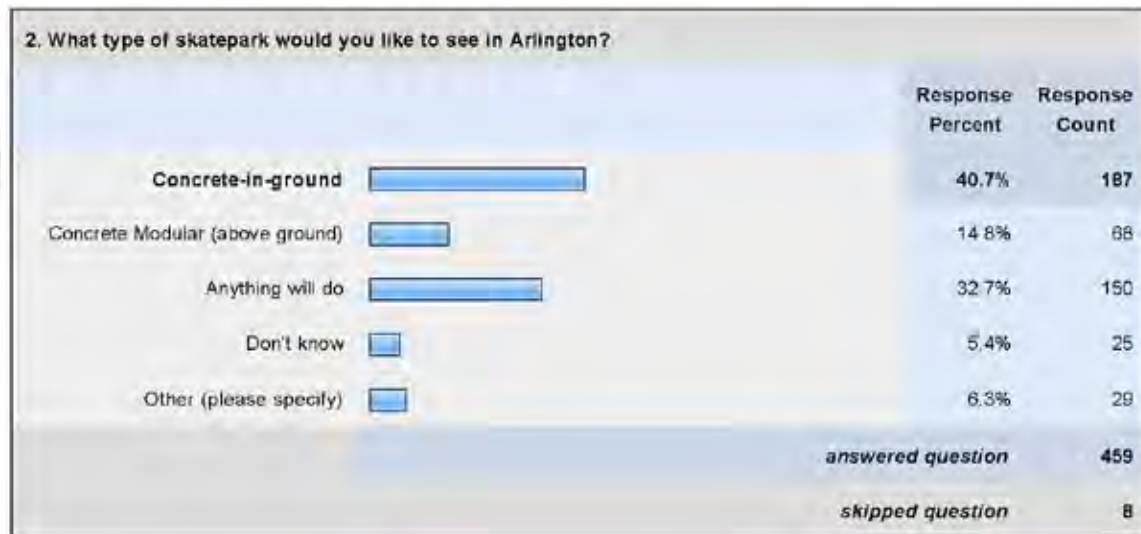 2. What type of skatepark would you like to see in Arlington?
Response Percent Response Count
Concrete-in-ground 40.7% 187
Concrete Modular (above ground) 14.8% 68
Anything will do 32.7% 150
Don't know 5.4% 25
Other (please specify) 6.3% 29
answered question 459
skipped question 8